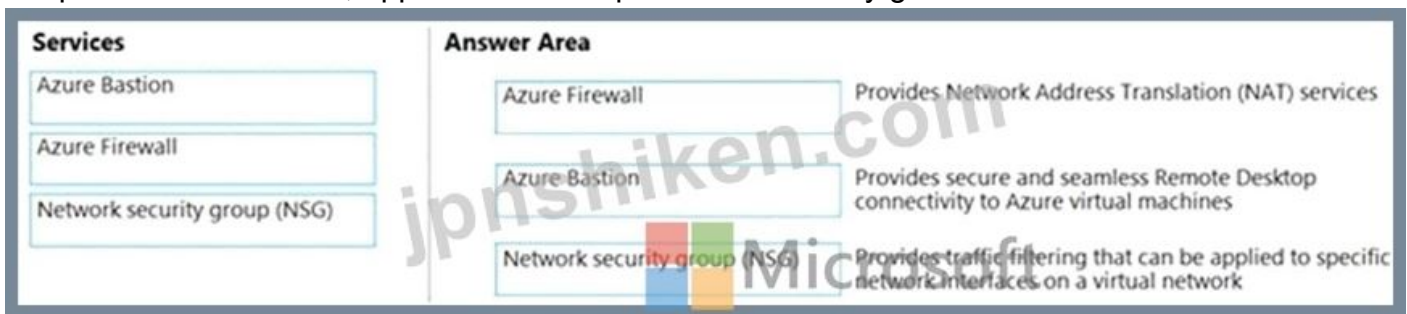 Services
Azure Bastion
Azure Firewall
Network security group (NSG)
Answer Area
Azure Firewall
Provides Network Address Translation (NAT) services
Azure Bastion
Provides secure and seamless Remote Desktop
connectivity to Azure virtual machines
Network security group (NSG)
Provides traffic filtering that can be applied to specific
network interfaces on a virtual network
jpnshiken.com
Microsoft